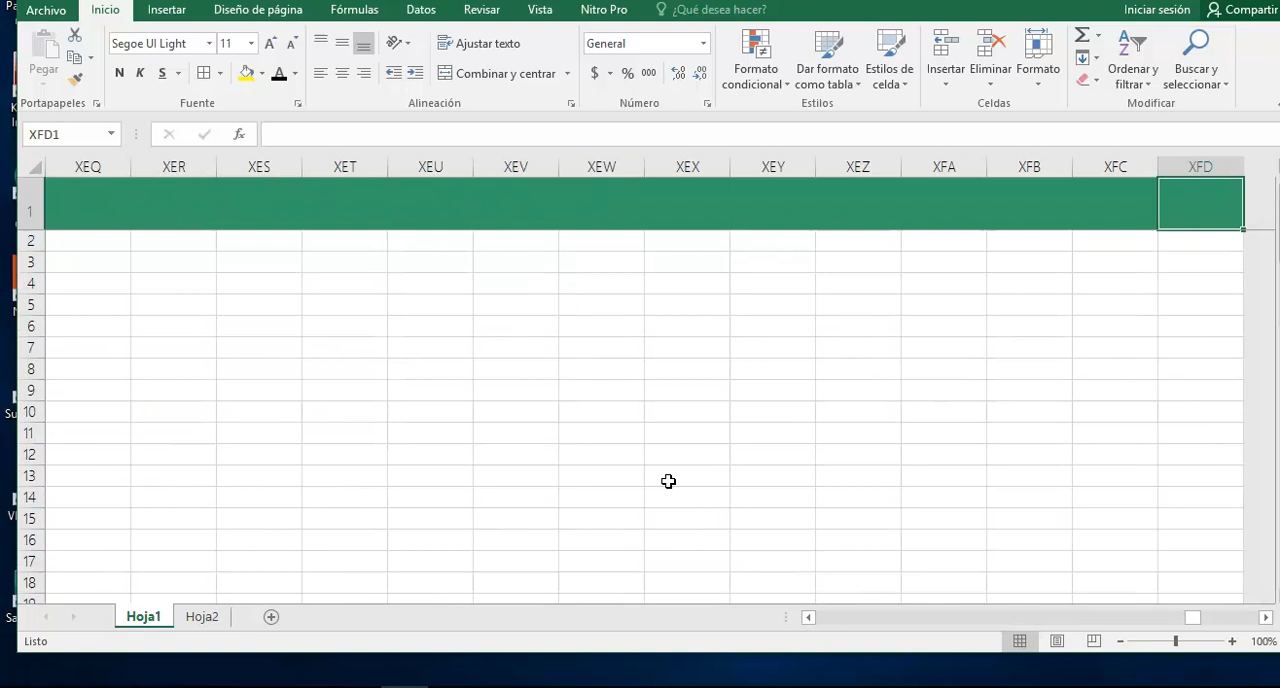 Archivo Inicio Insertar Diseño de página Fórmulas Datos Revisar Vista Nitro Pro ¿Qué desea hacer? Iniciar sesión Compartir
Pegar
Portapapeles
Segoe UI Light 11
N K S
Fuente
Ajustar texto
Combinar y centrar
Alineación
General
$ % 000
Número
Formato condicional
Dar formato como tabla
Estilos de celda
Estilos
Insertar Eliminar Formato
Celdas
Ordenar y filtrar
Buscar y seleccionar
Modificar
XFD1 fx
XEQ XER XES XET XEU XEV XEW XEX XEY XEZ XFA XFB XFC XFD
1
2
3
4
5
6
7
8
9
10
11
12
13
14
15
16
17
18
Hoja1 Hoja2
Listo 100%